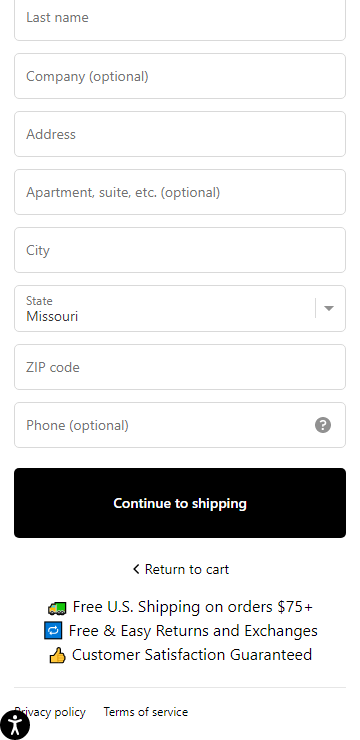 Last name
Company (optional)
Address
Apartment, suite, etc. (optional)
City
State
Missouri
ZIP code
Phone (optional)
?
Continue to shipping
Return to cart
Free U.S. Shipping on orders $75+
Free & Easy Returns and Exchanges
Customer Satisfaction Guaranteed
Privacy policy Terms of service